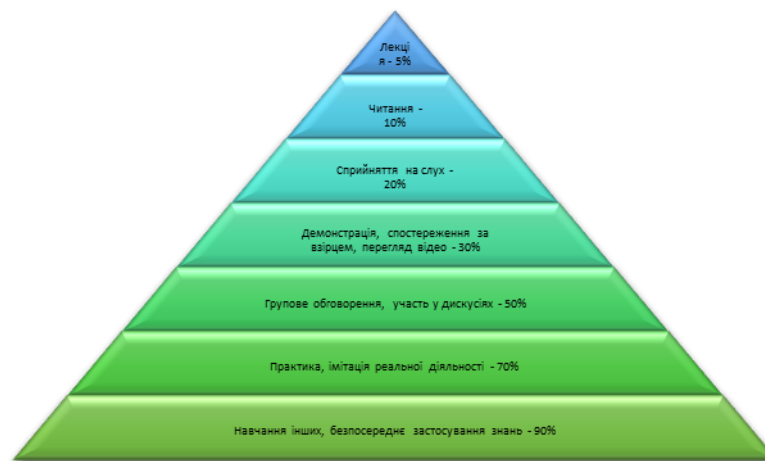 Лекці
я - 5%
Читання -
10%
Сприйняття на слух -
20%
Демонстрація, спостереження за
взірцем, перегляд відео - 30%
Групове обговорення, участь у дискусіях - 50%
Практика, імітація реальної діяльності - 70%
Навчання інших, безпосереднє застосування знань - 90%